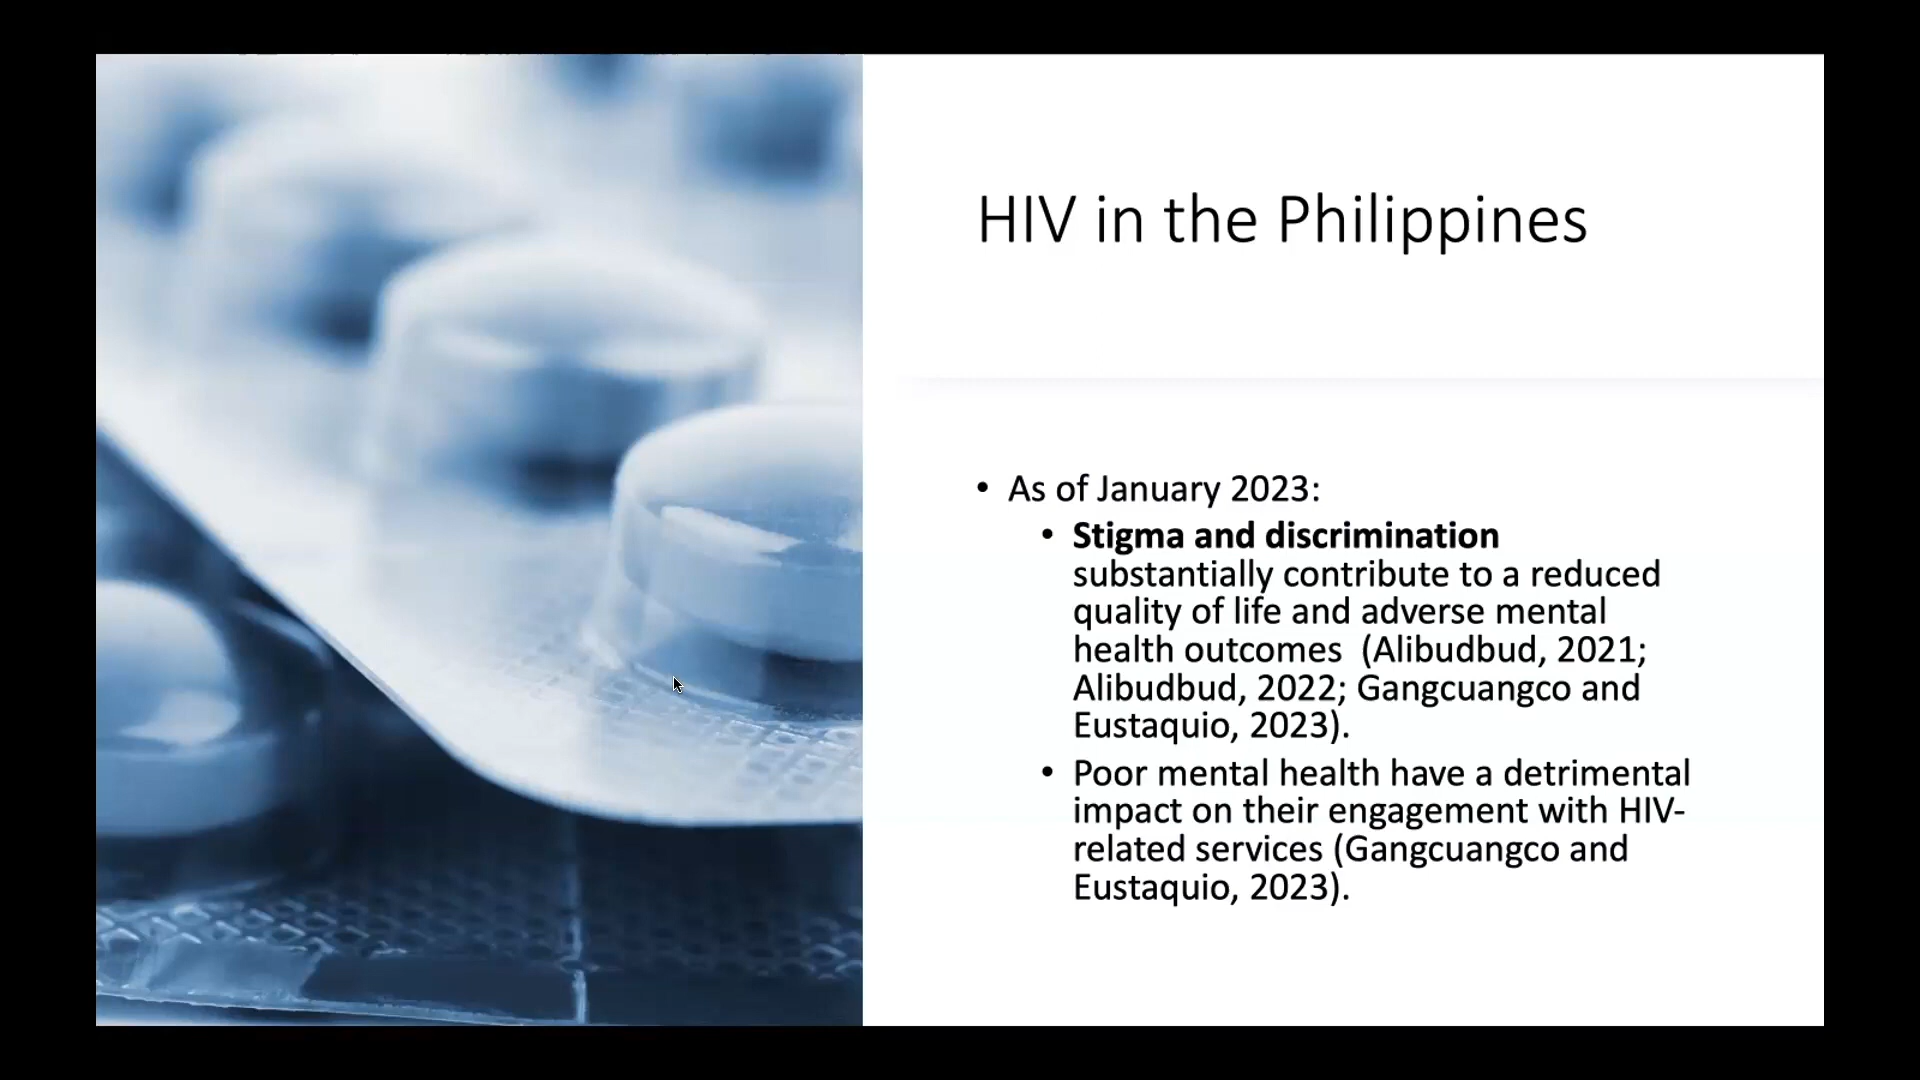 HIV in the Philippines
• As of January 2023:
• Stigma and discrimination
substantially contribute to a reduced
quality of life and adverse mental
health outcomes  (Alibudbud, 2021;
Alibudbud, 2022; Gangcuangco and
Eustaquio, 2023).
• Poor mental health have a detrimental
impact on their engagement with HIV-
related services (Gangcuangco and
Eustaquio, 2023).